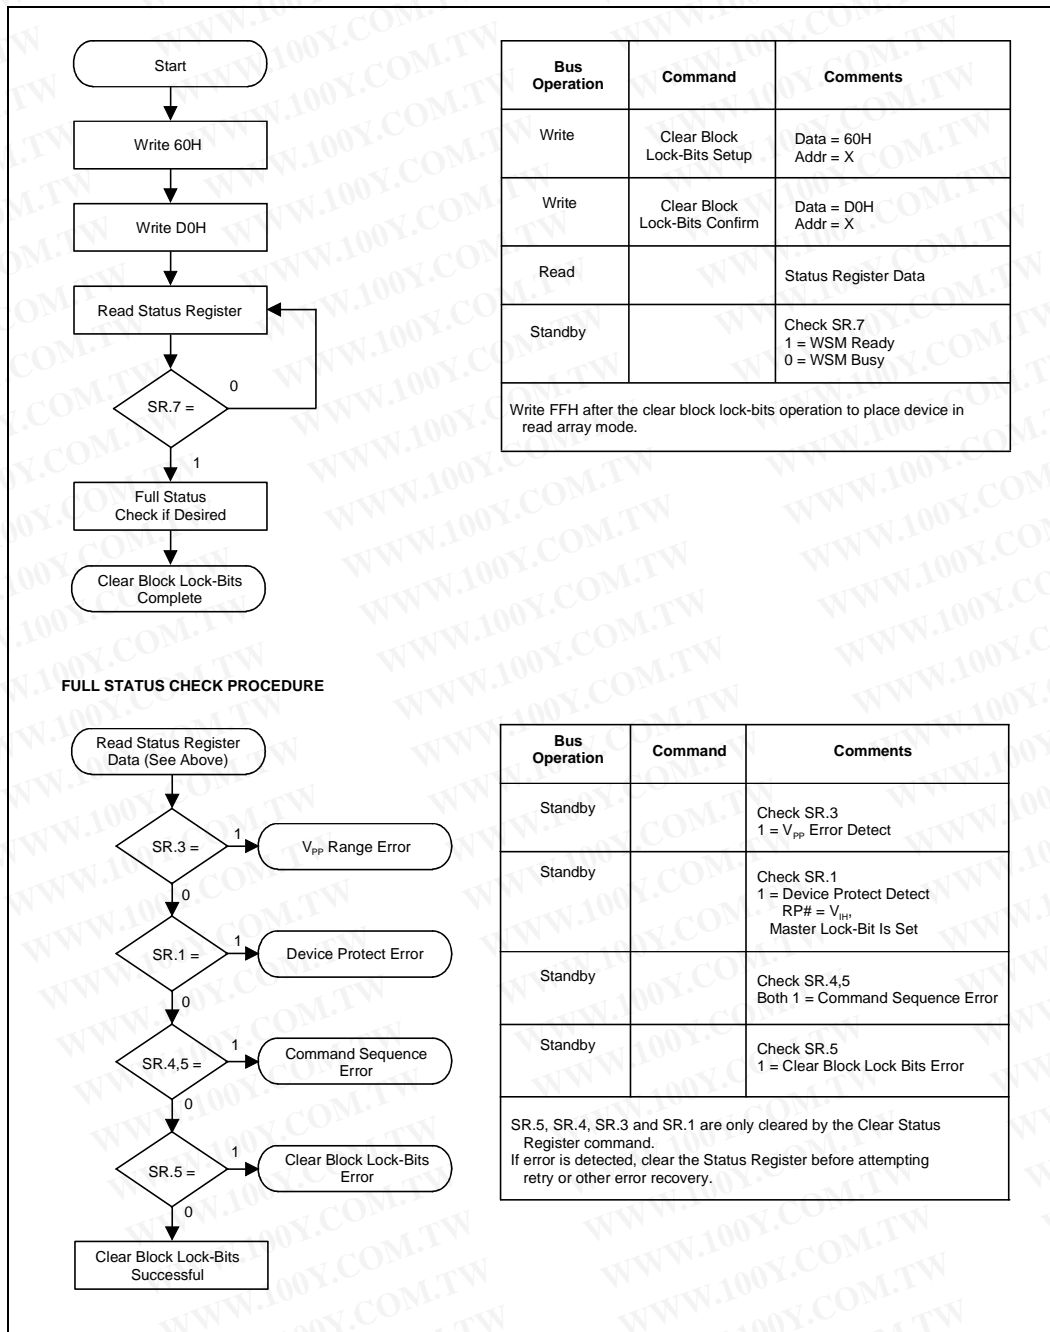 Start
Write 60H
Write D0H
Read Status Register
0
SR.7 =
1
Full Status
Check if Desired
Clear Block Lock-Bits
Complete
Bus
Operation
Command
Comments
Write
Clear Block
Lock-Bits Setup
Data = 60H
Addr = X
Write
Clear Block
Lock-Bits Confirm
Data = D0H
Addr = X
Read
Status Register Data
Standby
Check SR.7
1 = WSM Ready
0 = WSM Busy
Write FFH after the clear block lock-bits operation to place device in
read array mode.
FULL STATUS CHECK PROCEDURE
Read Status Register
Data (See Above)
SR.3 =
1
VPP Range Error
0
SR.1 =
1
Device Protect Error
0
SR.4,5 =
1
Command Sequence
Error
0
SR.5 =
1
Clear Block Lock-Bits
Error
0
Clear Block Lock-Bits
Successful
Bus
Operation
Command
Comments
Standby
Check SR.3
1 = VPP Error Detect
Standby
Check SR.1
1 = Device Protect Detect
RP# = VIH,
Master Lock-Bit Is Set
Standby
Check SR.4,5
Both 1 = Command Sequence Error
Standby
Check SR.5
1 = Clear Block Lock Bits Error
SR.5, SR.4, SR.3 and SR.1 are only cleared by the Clear Status
Register command.
If error is detected, clear the Status Register before attempting
retry or other error recovery.
WWW.100Y.COM.TW